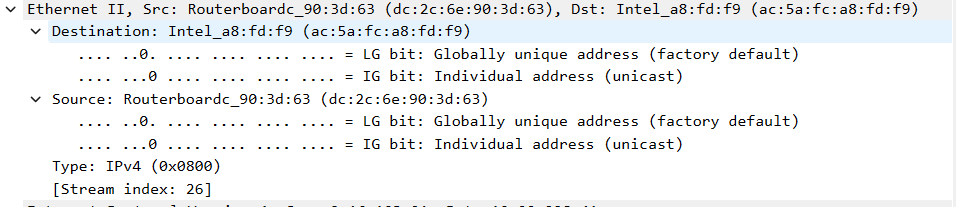 Ethernet II, Src: Routerboardc_90:3d:63 (dc:2c:6e:90:3d:63), Dst: Intel_a8:fd:f9 (ac:5a:fc:a8:fd:f9)
Destination: Intel_a8:fd:f9 (ac:5a:fc:a8:fd:f9)
.... ..0. .... .... .... .... = LG bit: Globally unique address (factory default)
.... ...0 .... .... .... .... = IG bit: Individual address (unicast)
Source: Routerboardc_90:3d:63 (dc:2c:6e:90:3d:63)
.... ..0. .... .... .... .... = LG bit: Globally unique address (factory default)
.... ...0 .... .... .... .... = IG bit: Individual address (unicast)
Type: IPv4 (0x0800)
[Stream index: 26]